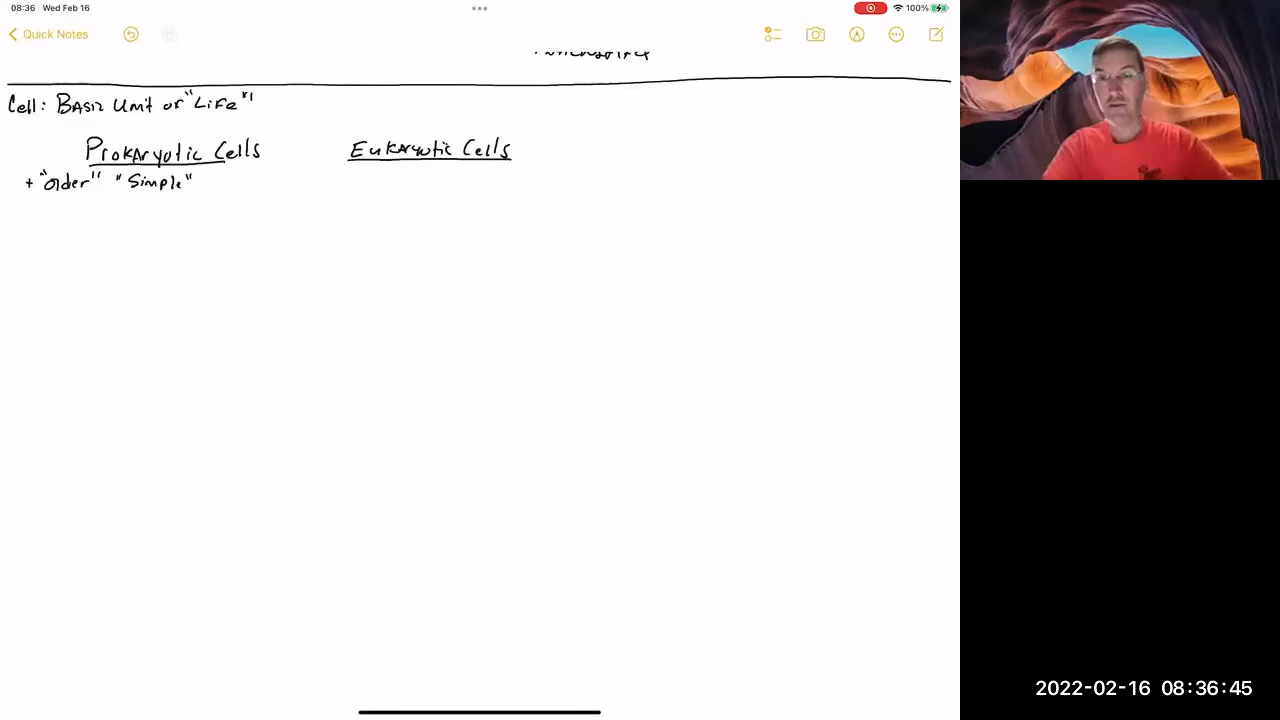 08:36 Wed Feb 16
100%
Quick Notes
Cell: Basic Unit of "Life"
Prokaryotic Cells Eukaryotic Cells
+ "order" "Simple"
2022-02-16 08:36:45